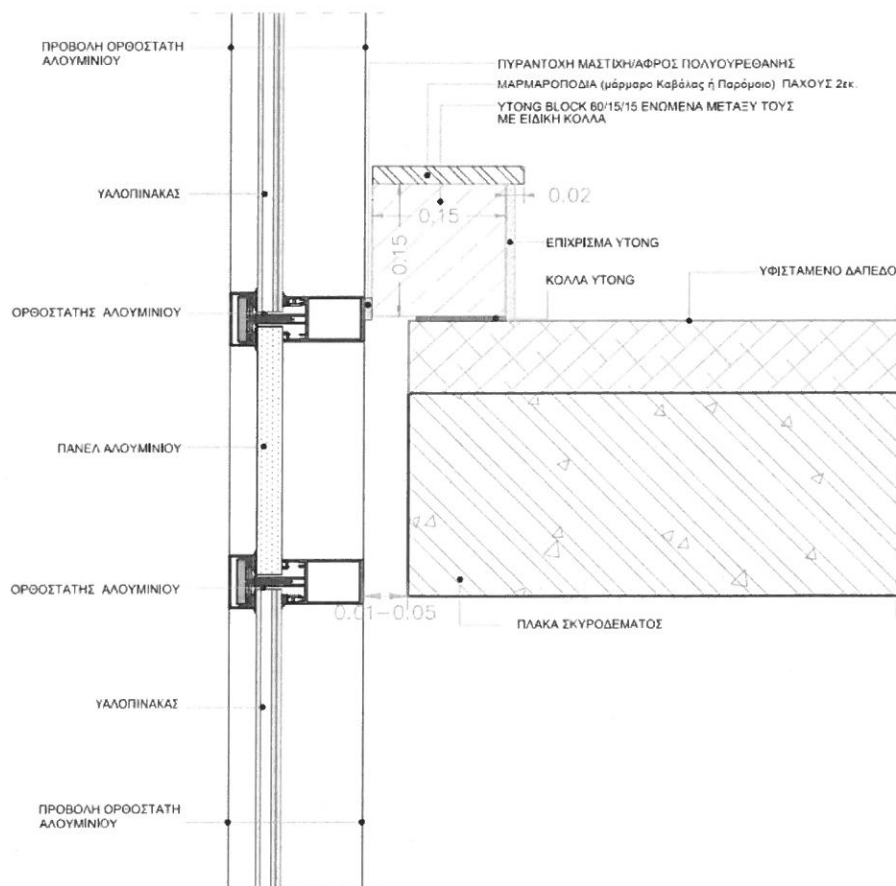 ΠΡΟΒΟΛΗ ΟΡΘΟΣΤΑΤΗ
ΑΛΟΥΜΙΝΙΟΥ
ΠΥΡΑΝΤΟΧΗ ΜΑΣΤΙΧΗ/ΑΦΡΟΣ ΠΟΛΥΟΥΡΕΘΑΝΗΣ
ΜΑΡΜΑΡΟΠΟΔΙΑ (μάρμαρο Καβάλας ή Παρόμοιο) ΠΑΧΟΥΣ 2εκ.
YTONG BLOCK 60/15/15 ΕΝΩΜΕΝΑ ΜΕΤΑΞΥ ΤΟΥΣ
ΜΕ ΕΙΔΙΚΗ ΚΟΛΛΑ
ΥΑΛΟΠΙΝΑΚΑΣ
0.02
0.15
0.15
ΕΠΙΧΡΙΣΜΑ YTONG
ΚΟΛΛΑ YTONG
ΥΦΙΣΤΑΜΕΝΟ ΔΑΠΕΔΟ
ΟΡΘΟΣΤΑΤΗΣ ΑΛΟΥΜΙΝΙΟΥ
ΠΑΝΕΛ ΑΛΟΥΜΙΝΙΟΥ
ΟΡΘΟΣΤΑΤΗΣ ΑΛΟΥΜΙΝΙΟΥ
0.01-0.05
ΠΛΑΚΑ ΣΚΥΡΟΔΕΜΑΤΟΣ
ΥΑΛΟΠΙΝΑΚΑΣ
ΠΡΟΒΟΛΗ ΟΡΘΟΣΤΑΤΗ
ΑΛΟΥΜΙΝΙΟΥ